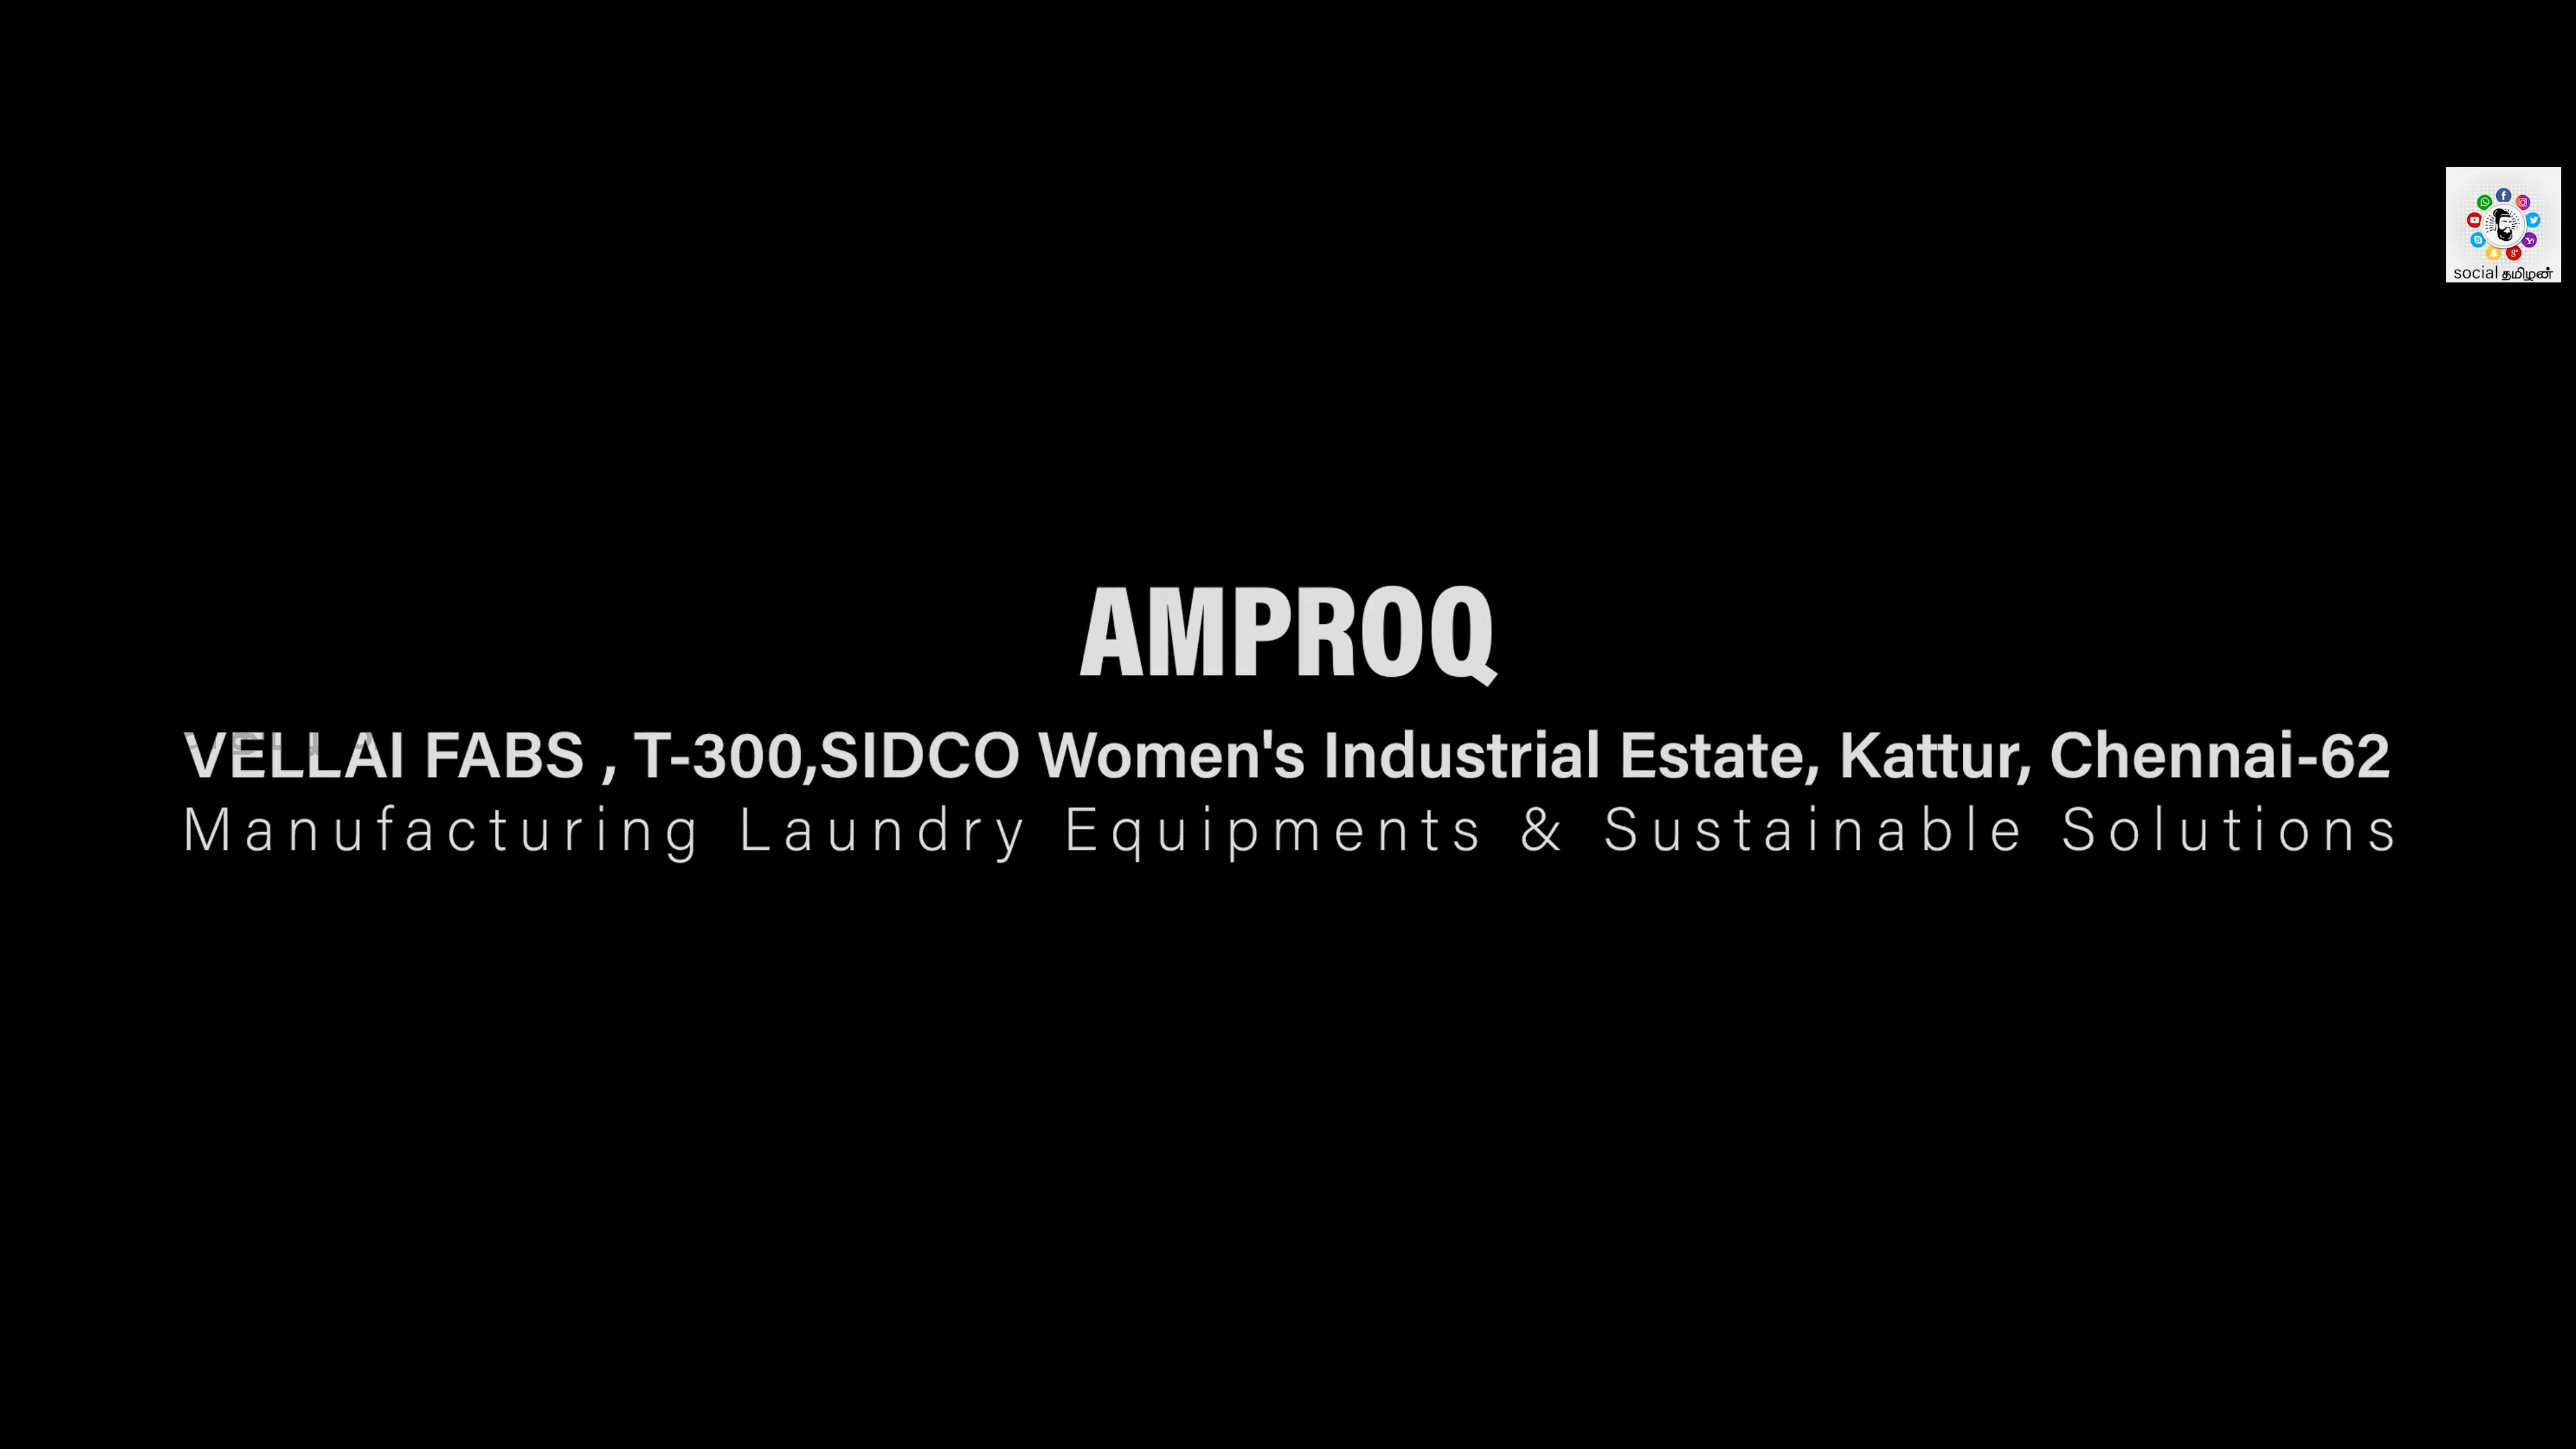 social தமிழன்
AMPROQ
VELLAI FABS , T-300,SIDCO Women's Industrial Estate, Kattur, Chennai-62
Manufacturing Laundry Equipments & Sustainable Solutions